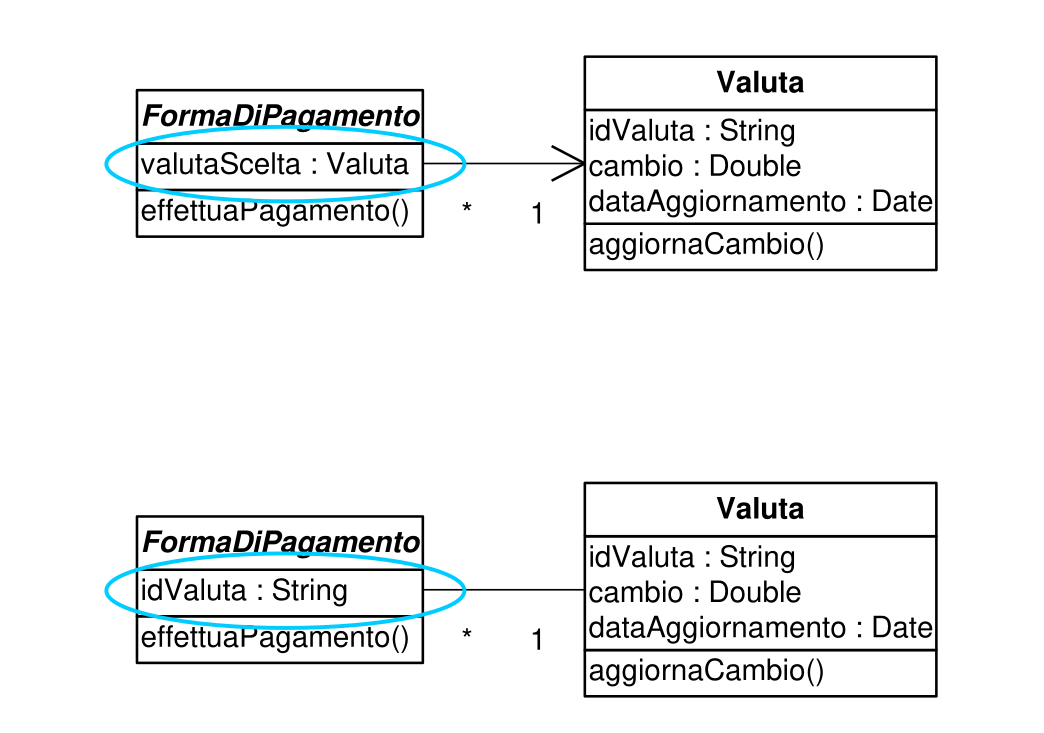 FormaDiPagamento
valutaScelta : Valuta
effettuaPagamento()
* 1
Valuta
idValuta : String
cambio : Double
dataAggiornamento : Date
aggiornaCambio()
FormaDiPagamento
idValuta : String
effettuaPagamento()
* 1
Valuta
idValuta : String
cambio : Double
dataAggiornamento : Date
aggiornaCambio()